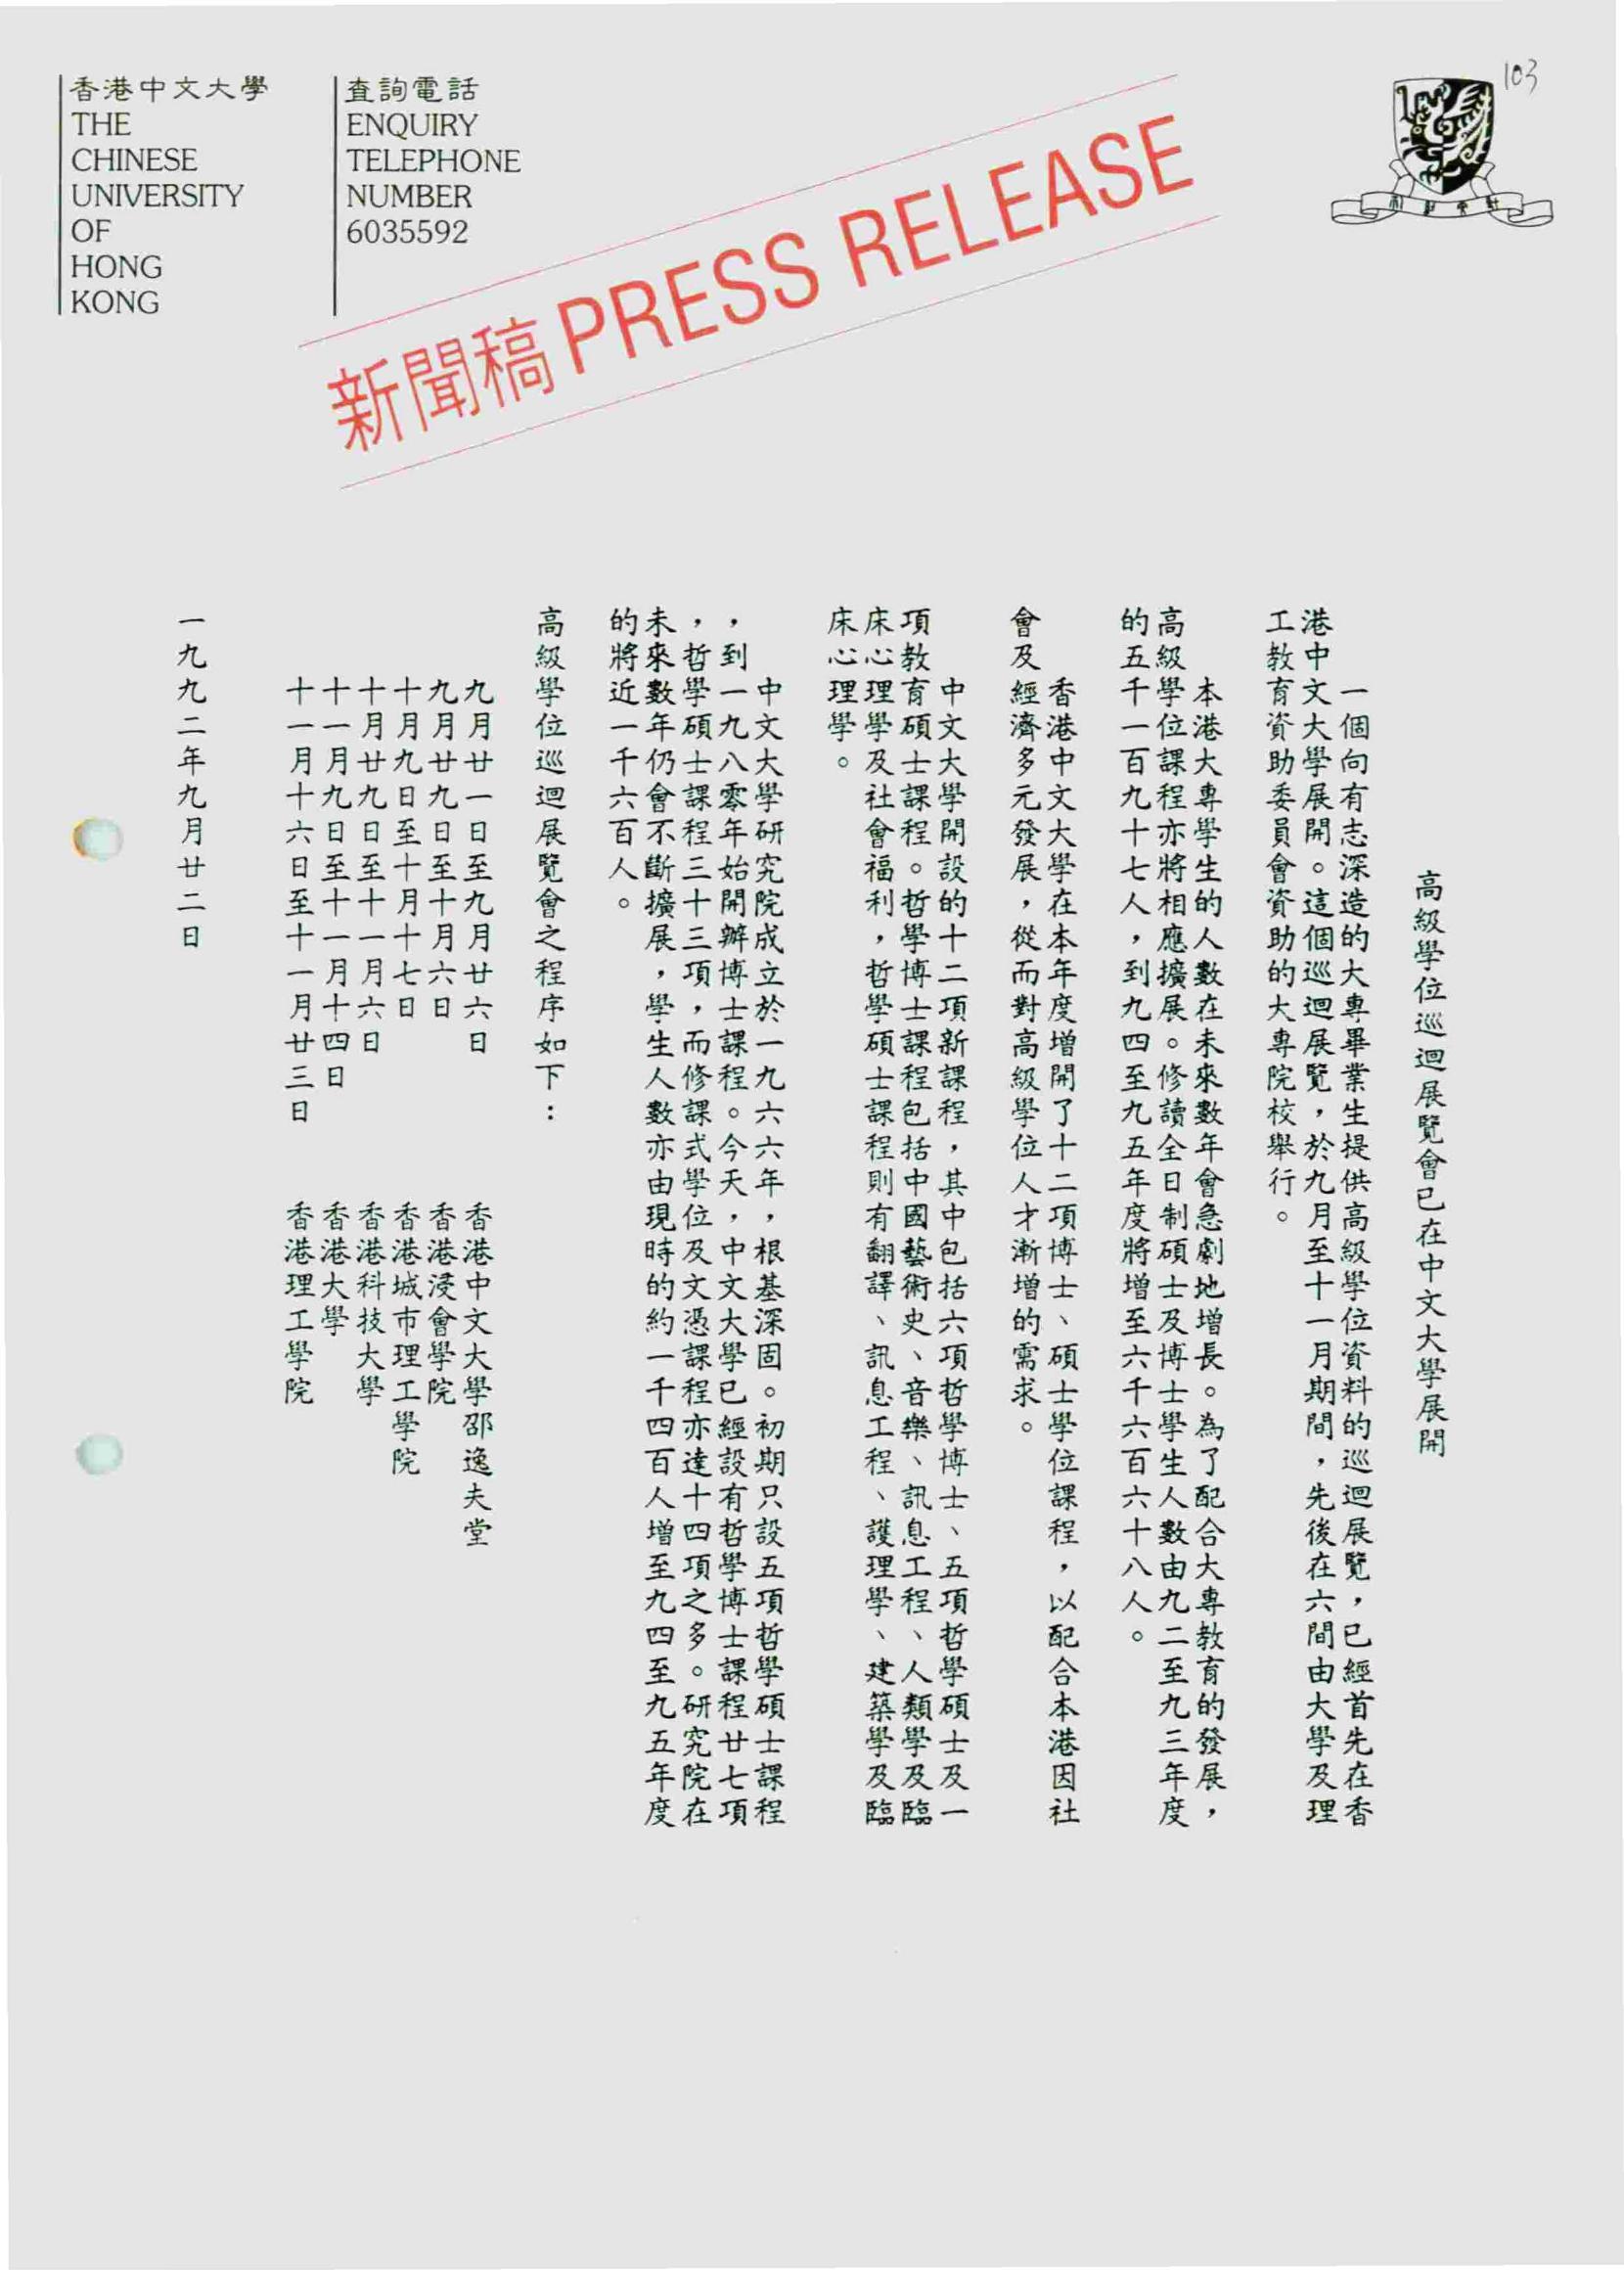 香港中文大學
THE
CHINESE
UNIVERSITY
OF
HONG
KONG
查詢電話
ENQUIRY
TELEPHONE
NUMBER
6035592
103
新聞稿 PRESS RELEASE
高級學位巡迴展覽會已在中文大學展開
一個向有志深造的大專畢業生提供高級學位資料的巡迴展覽，已經首先在香
港中文大學展開。這個巡迴展覽，於九月至十一月期間，先後在六間由大學及理
工教育資助委員會資助的大專院校舉行。
本港大專學生的人數在未來數年會急劇地增長。為了配合大專教育的發展，
高級學位課程亦將相應擴展。修讀全日制碩士及博士學生人數由九二至九三年度
的五千一百九十七人，到九四至九五年度將增至六千六百六十八人。
香港中文大學在本年度增開了十二項博士、碩士學位課程，以配合本港因社
會及經濟多元發展，從而對高級學位人才漸增的需求。
中文大學開設的十二項新課程，其中包括六項哲學博士、五項哲學碩士及一
項教育碩士課程。哲學博士課程包括中國藝術史、音樂、訊息工程、人類學及臨
床心理學及社會福利，哲學碩士課程則有翻譯、訊息工程、護理學、建築學及臨
床心理學。
中文大學研究院成立於一九六六年，根基深固。初期只設五項哲學碩士課程
，到一九八零年始開辦博士課程。今天，中文大學已經設有哲學博士課程廿七項
，哲學碩士課程三十三項，而修課式學位及文憑課程亦達十四項之多。研究院在
未來數年仍會不斷擴展，學生人數亦由現時的約一千四百人增至九四至九五年度
的將近一千六百人。
高級學位巡迴展覽會之程序如下：
九月廿一日至九月廿六日 香港中文大學邵逸夫堂
九月廿九日至十月六日 香港浸會學院
十月九日至十月十七日 香港城市理工學院
十月廿九日至十一月六日 香港科技大學
十一月九日至十一月十四日 香港大學
十一月十六日至十一月廿三日 香港理工學院
一九九二年九月廿二日